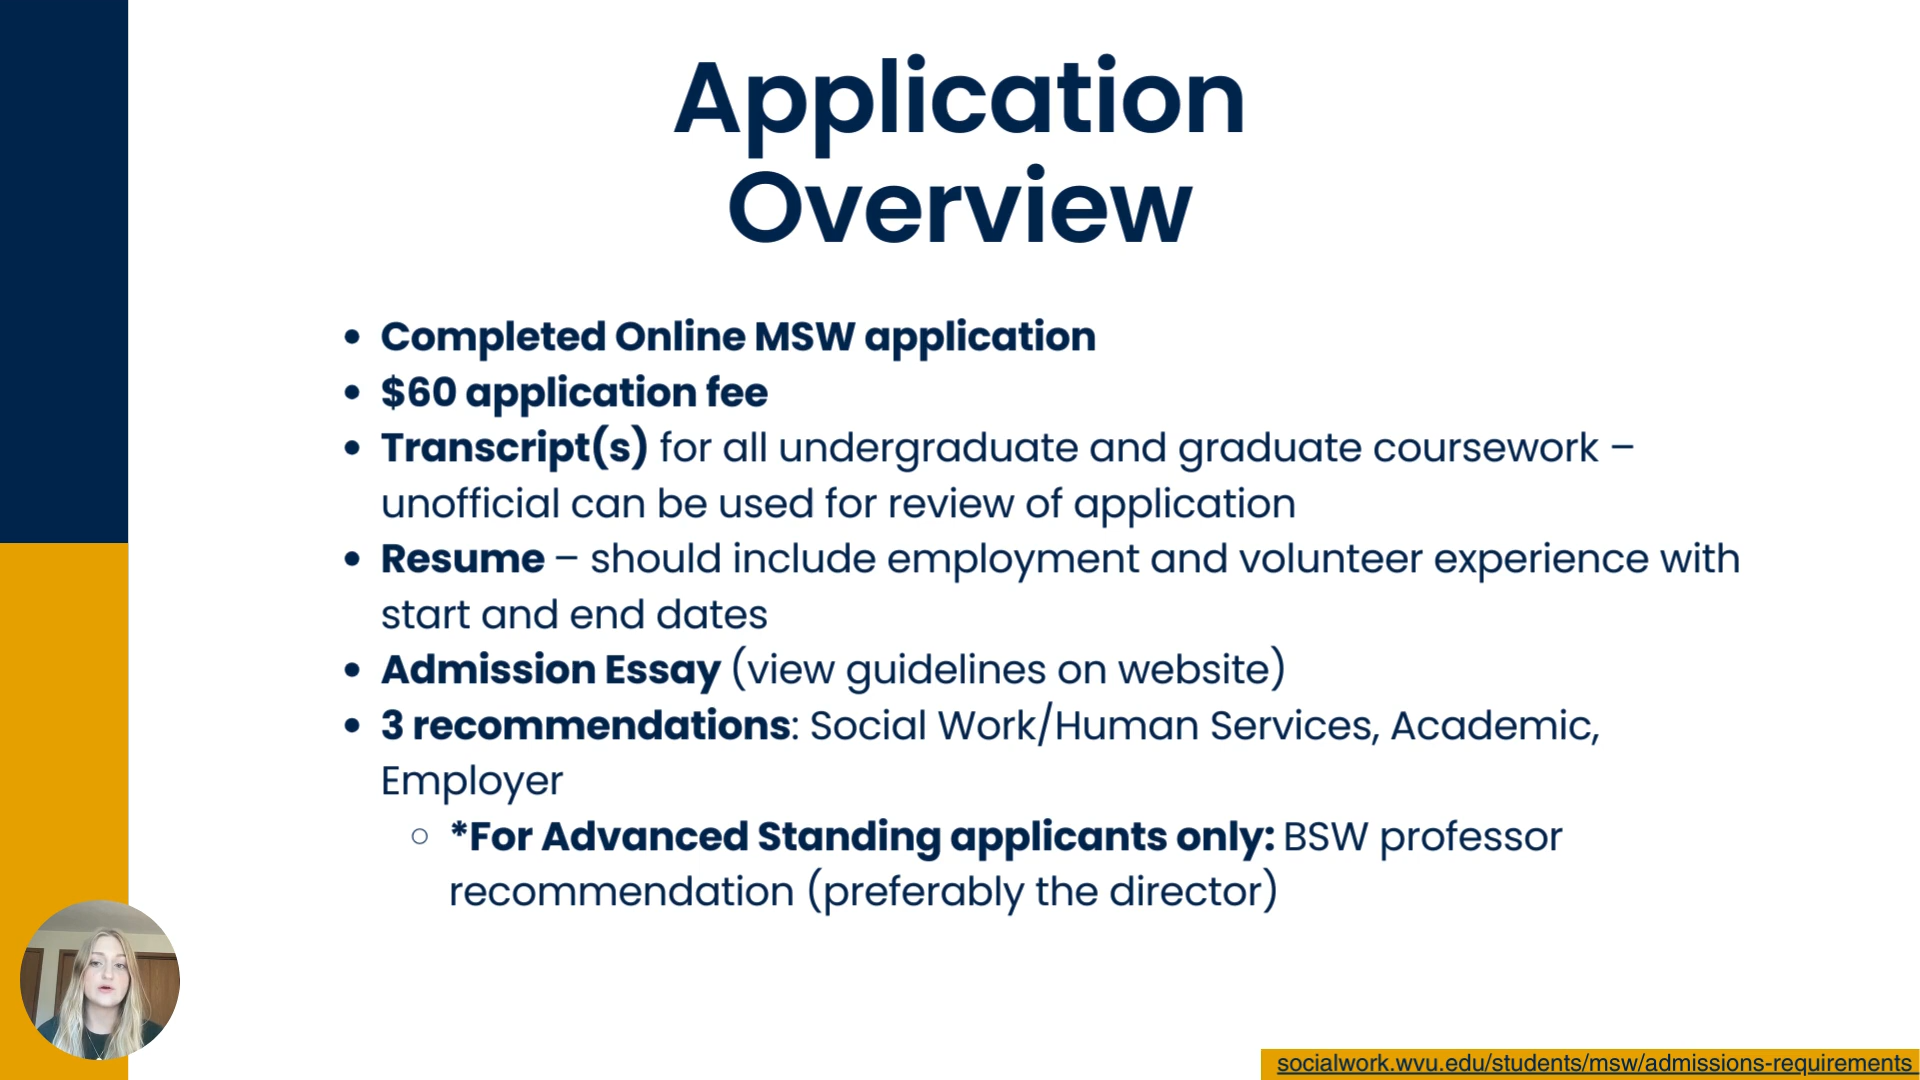 Application
Overview
• Completed Online MSW application
• $60 application fee
• Transcript(s) for all undergraduate and graduate coursework –
unofficial can be used for review of application
• Resume – should include employment and volunteer experience with
start and end dates
• Admission Essay (view guidelines on website)
• 3 recommendations: Social Work/Human Services, Academic,
Employer
○ *For Advanced Standing applicants only: BSW professor
recommendation (preferably the director)
socialwork.wvu.edu/students/msw/admissions-requirements